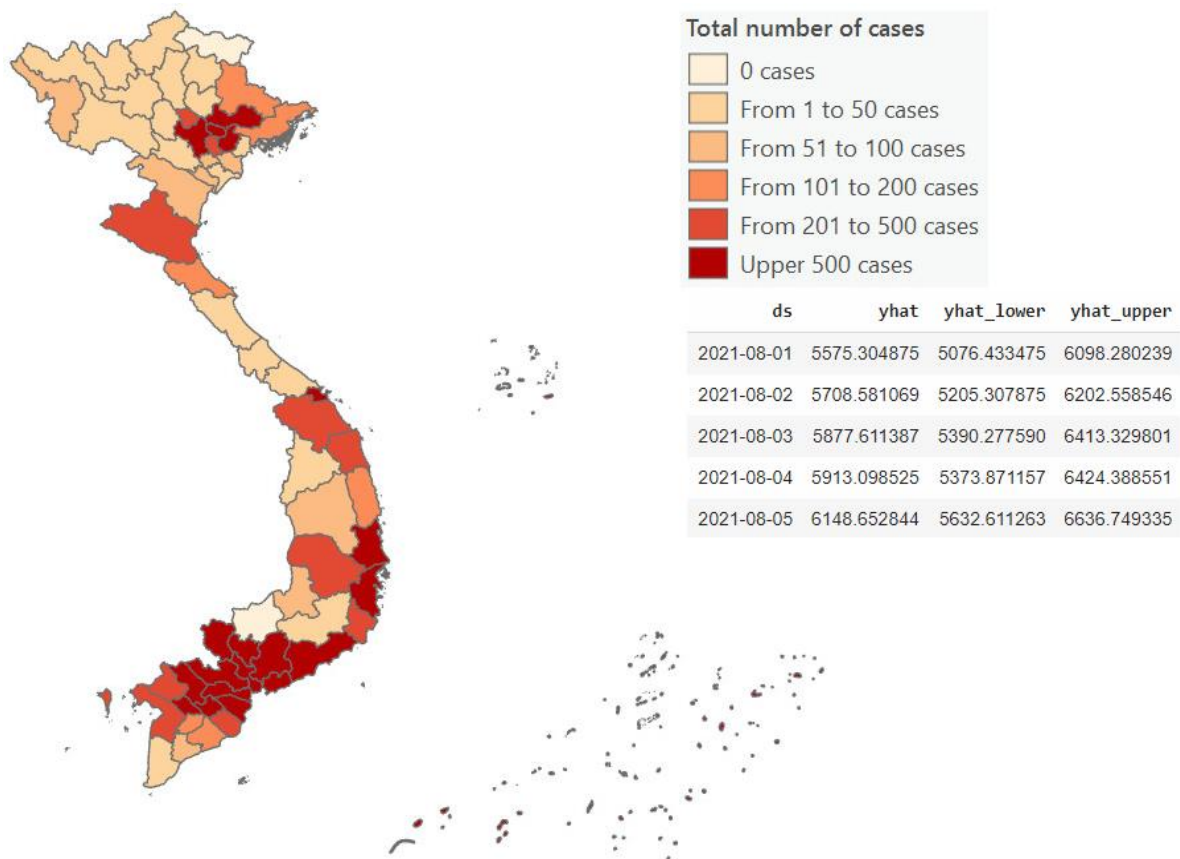 Total number of cases
0 cases
From 1 to 50 cases
From 51 to 100 cases
From 101 to 200 cases
From 201 to 500 cases
Upper 500 cases
ds yhat yhat_lower yhat_upper
2021-08-01 5575.304875 5076.433475 6098.280239
2021-08-02 5708.581069 5205.307875 6202.558546
2021-08-03 5877.611387 5390.277590 6413.329801
2021-08-04 5913.098525 5373.871157 6424.388551
2021-08-05 6148.652844 5632.611263 6636.749335